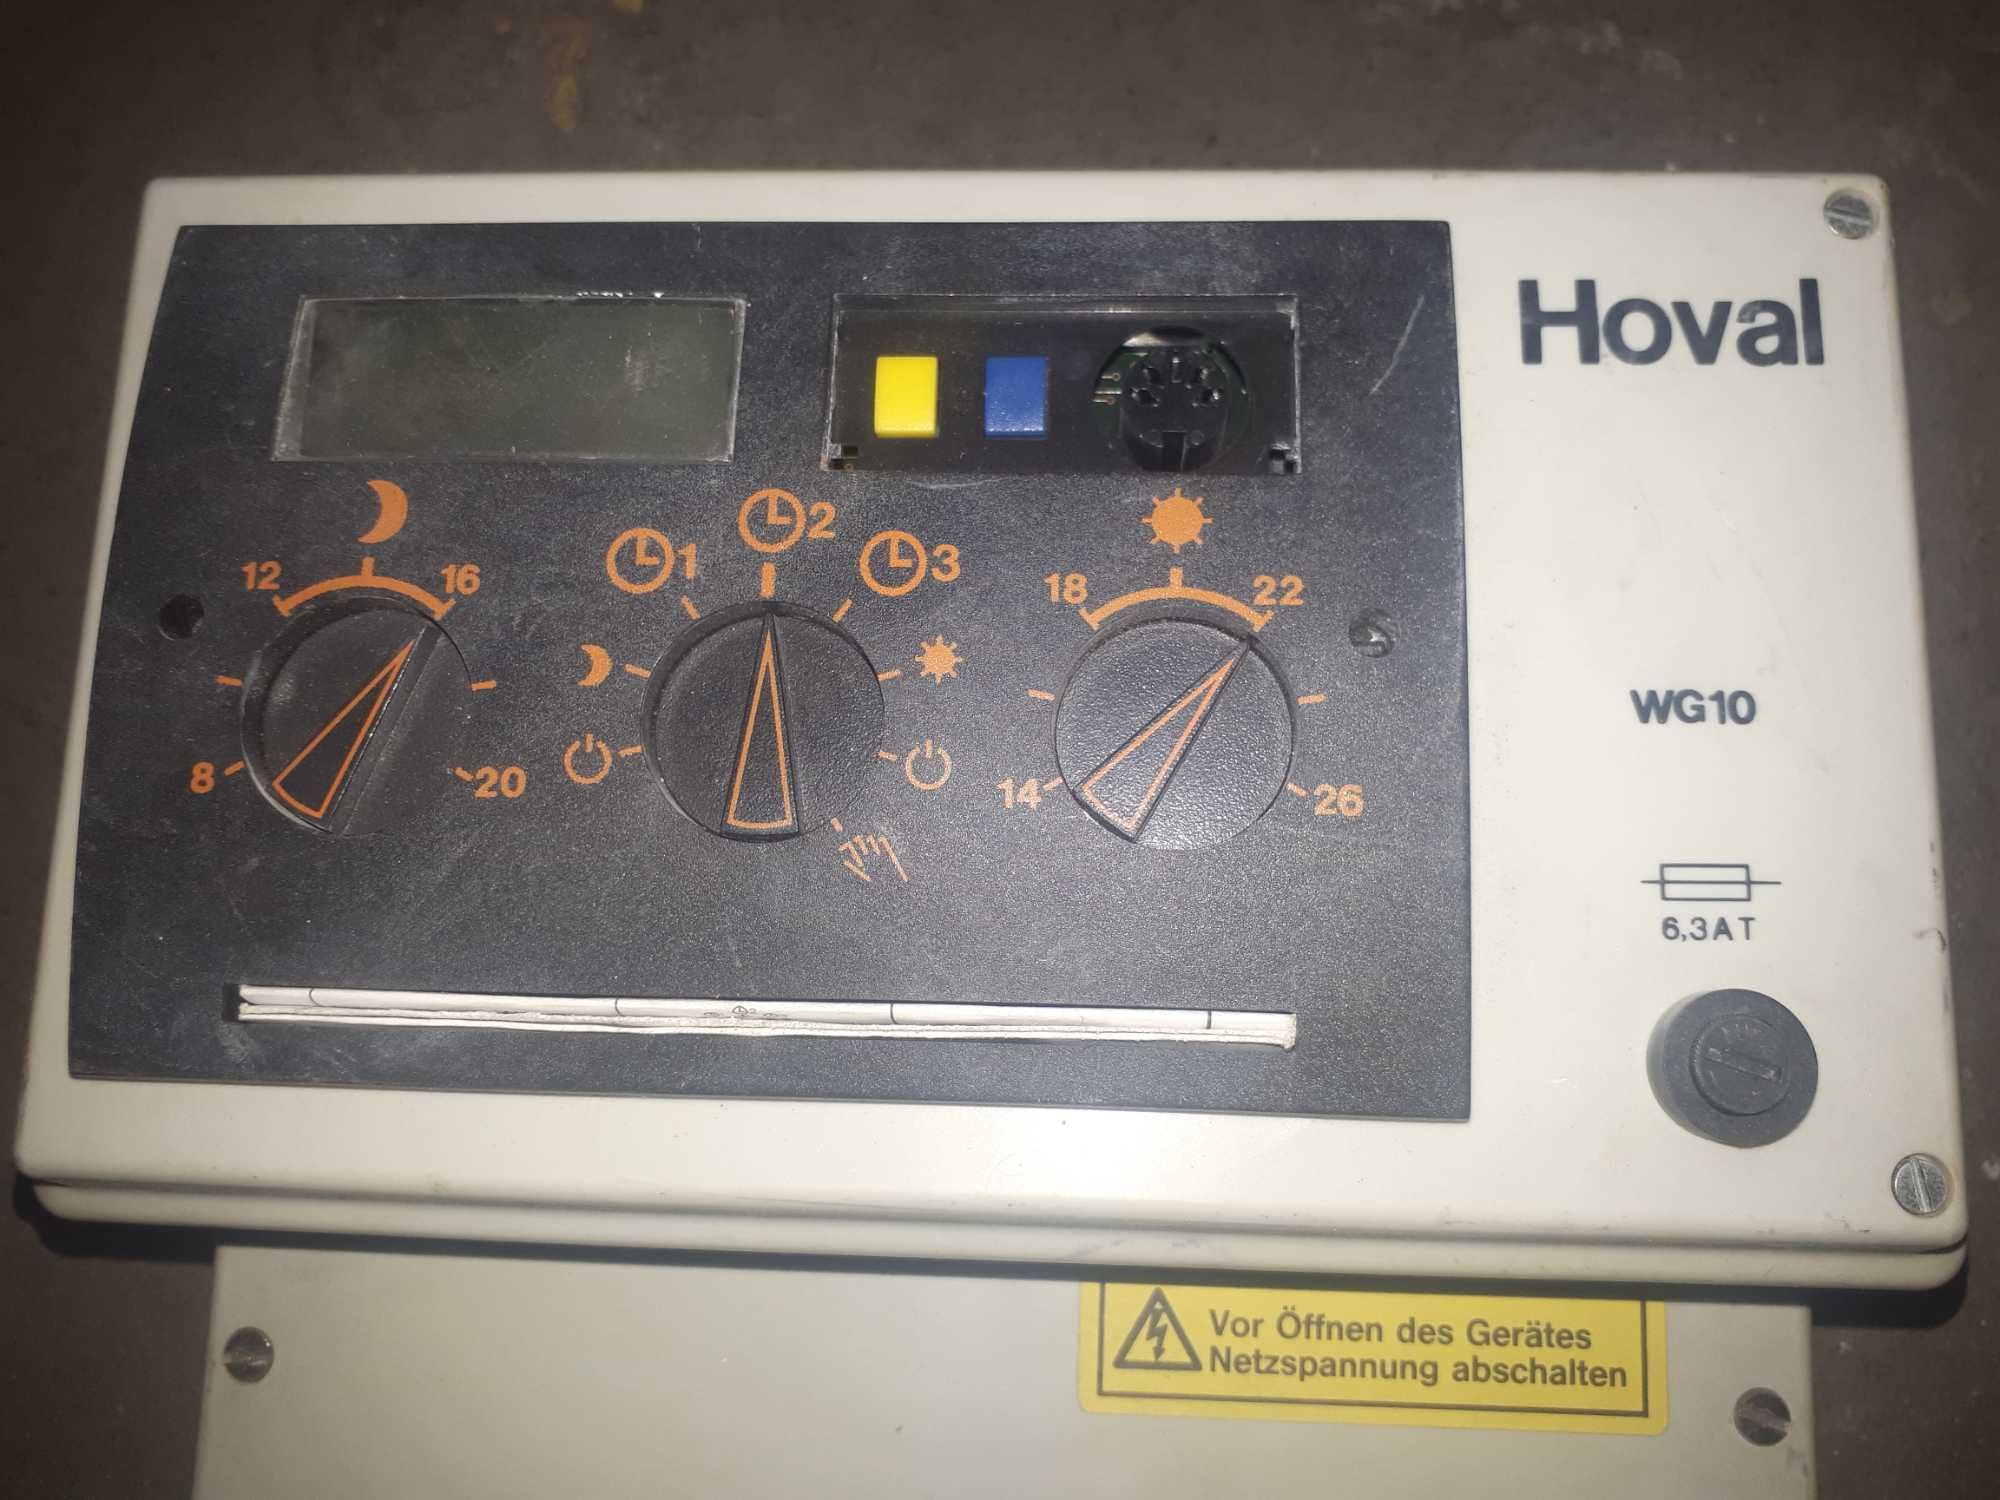 Hoval
12
16
1
2
3
18
22
8
20
14
26
WG10
6,3AT
Vor Öffnen des Gerätes
Netzspannung abschalten